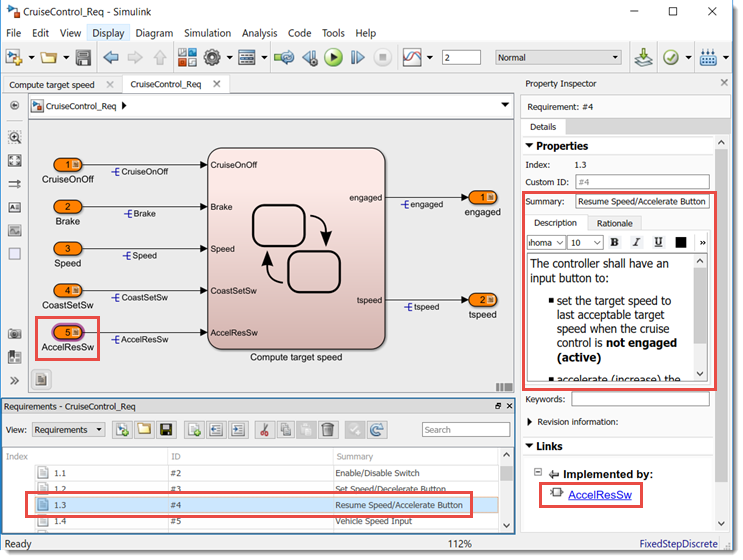 CruiseControl_Req - Simulink
File Edit View Display Diagram Simulation Analysis Code Tools Help
2 Normal
Compute target speed CruiseControl_Req
CruiseControl_Req
1
CruiseOnOff
CruiseOnOff
CruiseOnOff
2
Brake
Brake
Brake
3
Speed
Speed
Speed
4
CoastSetSw
CoastSetSw
CoastSetSw
5
AccelResSw
AccelResSw
AccelResSw
engaged
engaged
1
engaged
tspeed
tspeed
2
tspeed
Compute target speed
Requirements - CruiseControl_Req
View: Requirements
Search
Index ID Summary
1.1 #2 Enable/Disable Switch
1.2 #3 Set Speed/Decelerate Button
1.3 #4 Resume Speed/Accelerate Button
1.4 #5 Vehicle Speed Input
Property Inspector
Requirement: #4
Details
Properties
Index: 1.3
Custom ID: #4
Summary: Resume Speed/Accelerate Button
Description Rationale
homa 10 B I U »
The controller shall have an
input button to:
set the target speed to
last acceptable target
speed when the cruise
control is not engaged
(active)
accelerate (increase) the
Keywords:
Revision information:
Links
Implemented by:
AccelResSw
Ready 112% FixedStepDiscrete